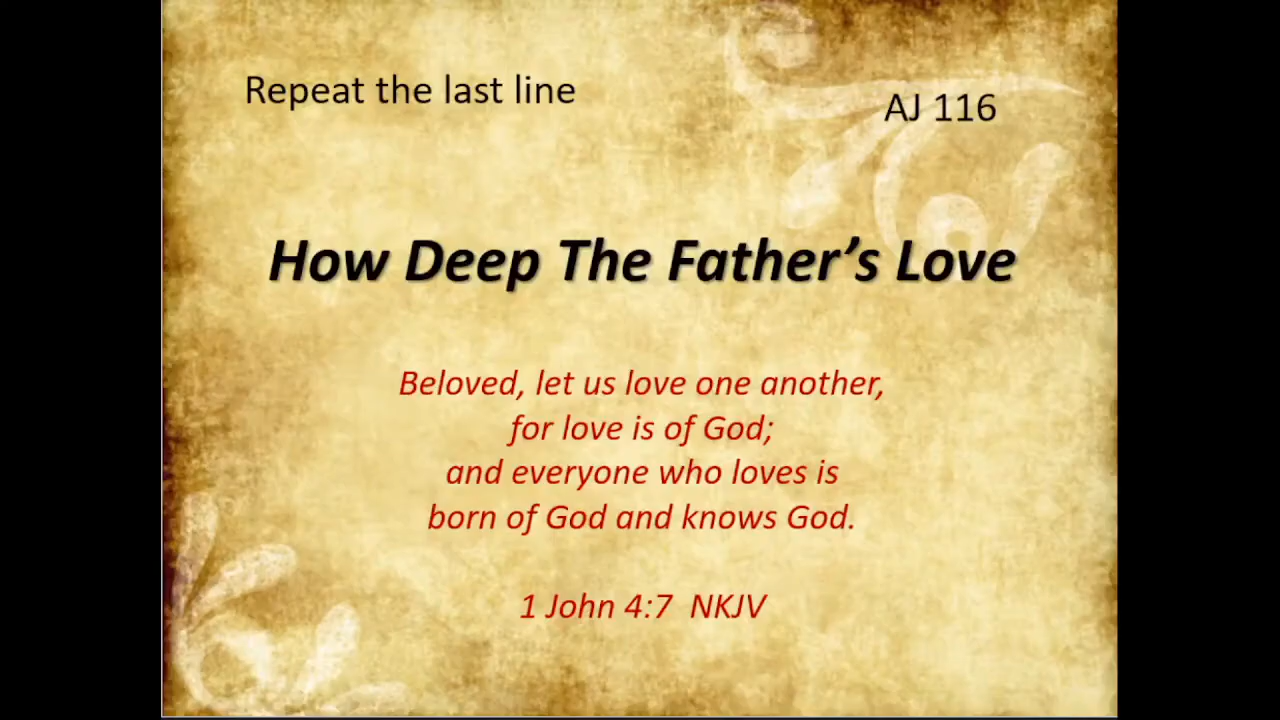 Repeat the last line
AJ 116
How Deep The Father’s Love
Beloved, let us love one another,
for love is of God;
and everyone who loves is
born of God and knows God.
1 John 4:7 NKJV